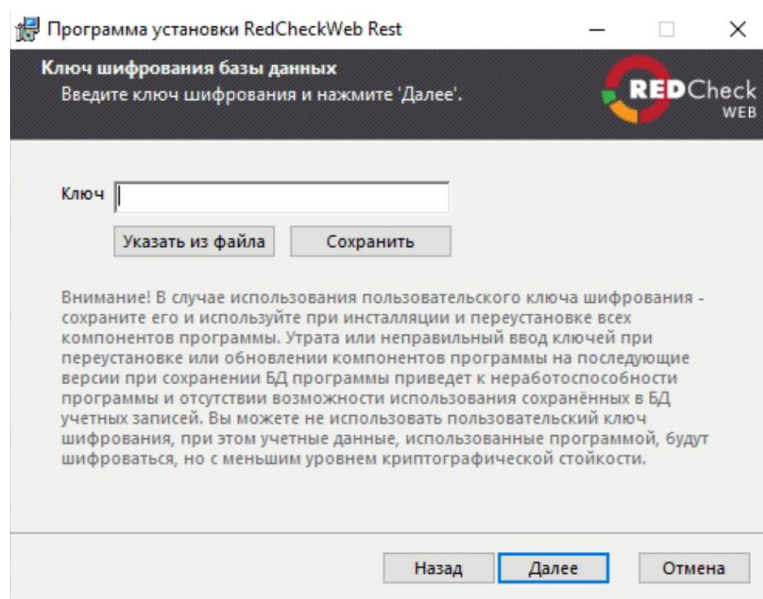 Программа установки RedCheckWeb Rest
Ключ шифрования базы данных
Введите ключ шифрования и нажмите 'Далее'.
REDCheck
WEB
Ключ
Указать из файла
Сохранить
Внимание! В случае использования пользовательского ключа шифрования -
сохраните его и используйте при инсталляции и переустановке всех
компонентов программы. Утрата или неправильный ввод ключей при
переустановке или обновлении компонентов программы на последующие
версии при сохранении БД программы приведет к неработоспособности
программы и отсутствии возможности использования сохранённых в БД
учетных записей. Вы можете не использовать пользовательский ключ
шифрования, при этом учетные данные, использованные программой, будут
шифроваться, но с меньшим уровнем криптографической стойкости.
Назад
Далее
Отмена